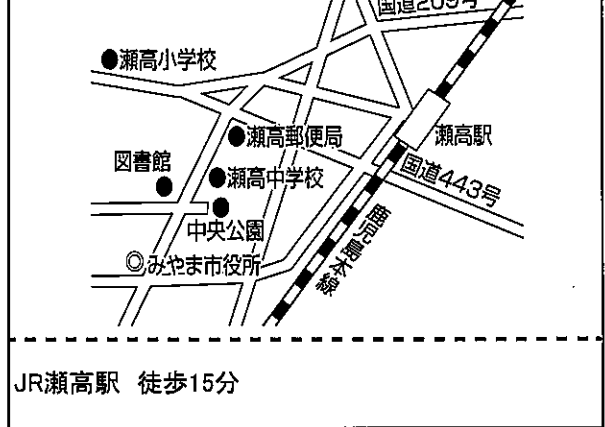 国道209号
瀬高小学校
瀬高郵便局
瀬高駅
図書館
瀬高中学校
国道443号
中央公園
鹿児島本線
みやま市役所
JR瀬高駅 徒歩15分